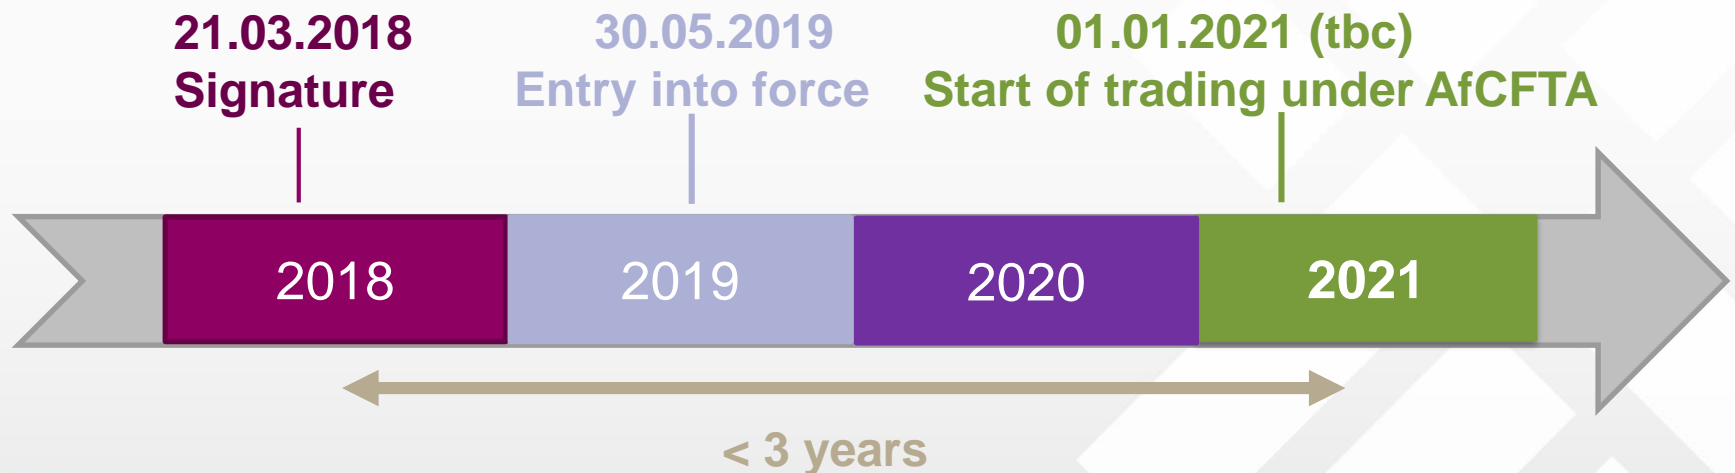 21.03.2018
Signature
30.05.2019
Entry into force
01.01.2021 (tbc)
Start of trading under AfCFTA
2018
2019
2020
2021
< 3 years